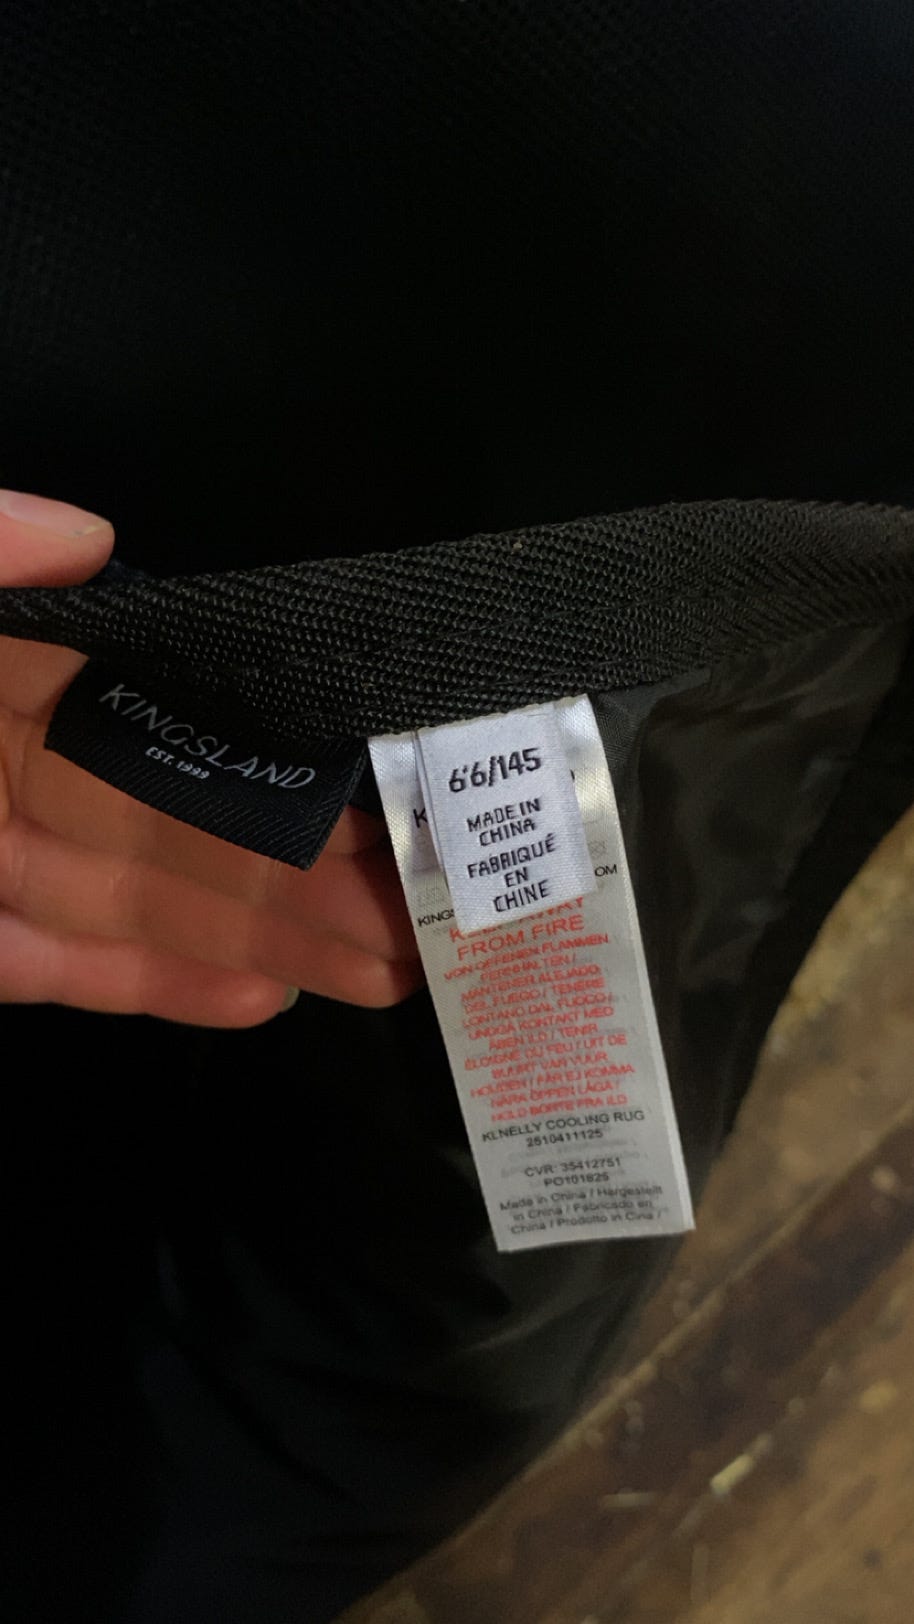 KINGSLAND
EST. 1999
6'6/145
MADE IN
CHINA
FABRIQUÉ
EN
CHINE
FROM FIRE
VON OFFENEN FLAMMEN
FERNHALTEN /
MANTENER ALEJADO
DEL FUEGO / TENERE
LONTANO DAL FUOCO /
UNDGÅ KONTAKT MED
ÅBEN ILD / TENIR
ÉLOIGNÉ DU FEU / UIT DE
BUURT VAN VUUR
HOUDEN / FÅR EJ KOMMA
NÄRA ÖPPEN LÅGA /
HOLD BORTE FRA ILD
KLNELLY COOLING RUG
2510411125
CVR: 35412751
PO101825
Made in China / Hergestellt
in China / Fabricado en
China / Prodotto in Cina /